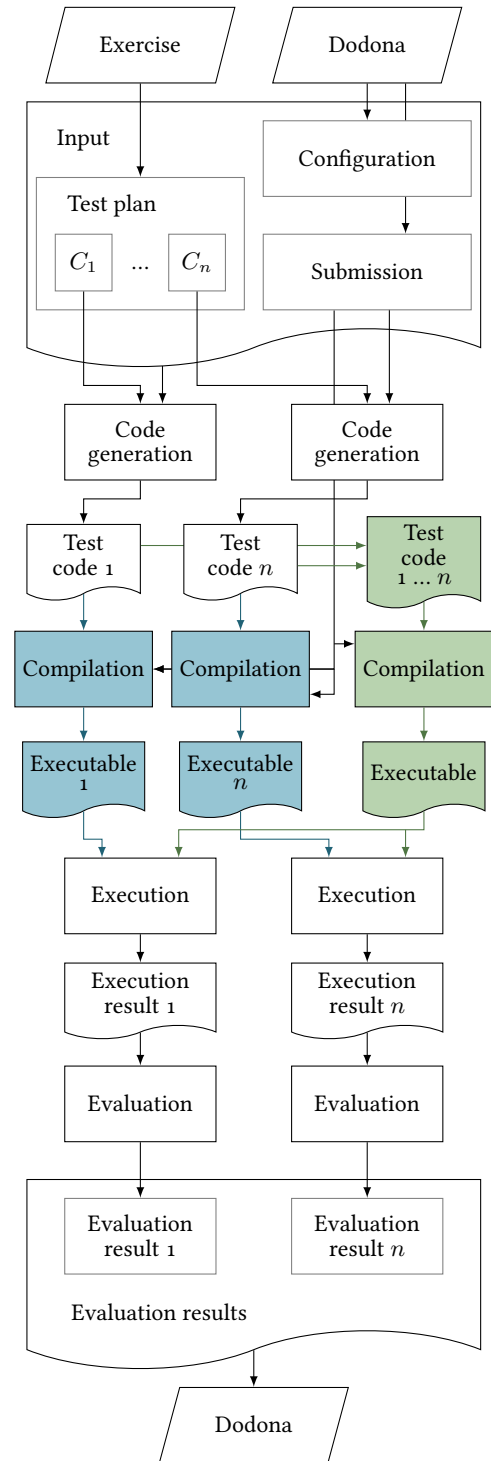 Exercise
Dodona
Input
Configuration
Test plan
C₁ ... Cₙ
Submission
Code
generation
Code
generation
Test
code 1
Test
code n
Test
code
1 ... n
Compilation
Compilation
Compilation
Executable
1
Executable
n
Executable
Execution
Execution
Execution
result 1
Execution
result n
Evaluation
Evaluation
Evaluation
result 1
Evaluation
result n
Evaluation results
Dodona